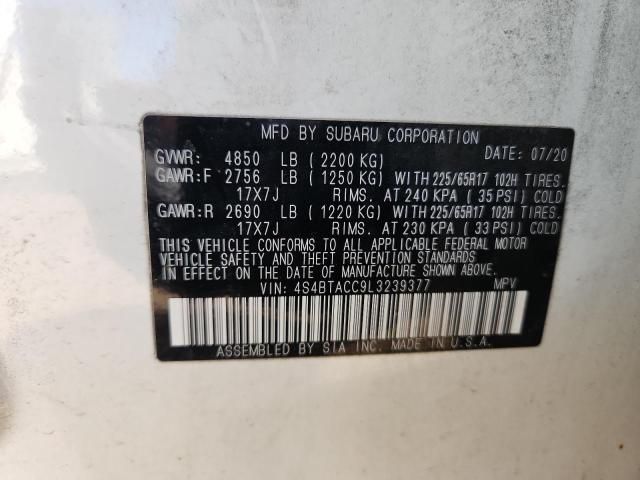 MFD BY SUBARU CORPORATION DATE: 07/20
GVWR: 4850 LB (2200 KG)
GAWR:F 2756 LB (1250 KG) WITH 225/65R17 102H TIRES.
17X7J RIMS. AT 240 KPA (35 PSI) COLD
GAWR:R 2690 LB (1220 KG) WITH 225/65R17 102H TIRES.
17X7J RIMS. AT 230 KPA (33 PSI) COLD
THIS VEHICLE CONFORMS TO ALL APPLICABLE FEDERAL MOTOR
VEHICLE SAFETY AND THEFT PREVENTION STANDARDS
IN EFFECT ON THE DATE OF MANUFACTURE SHOWN ABOVE.
VIN: 4S4BTACC9L3239377 MPV
ASSEMBLED BY SIA INC. MADE IN U.S.A.